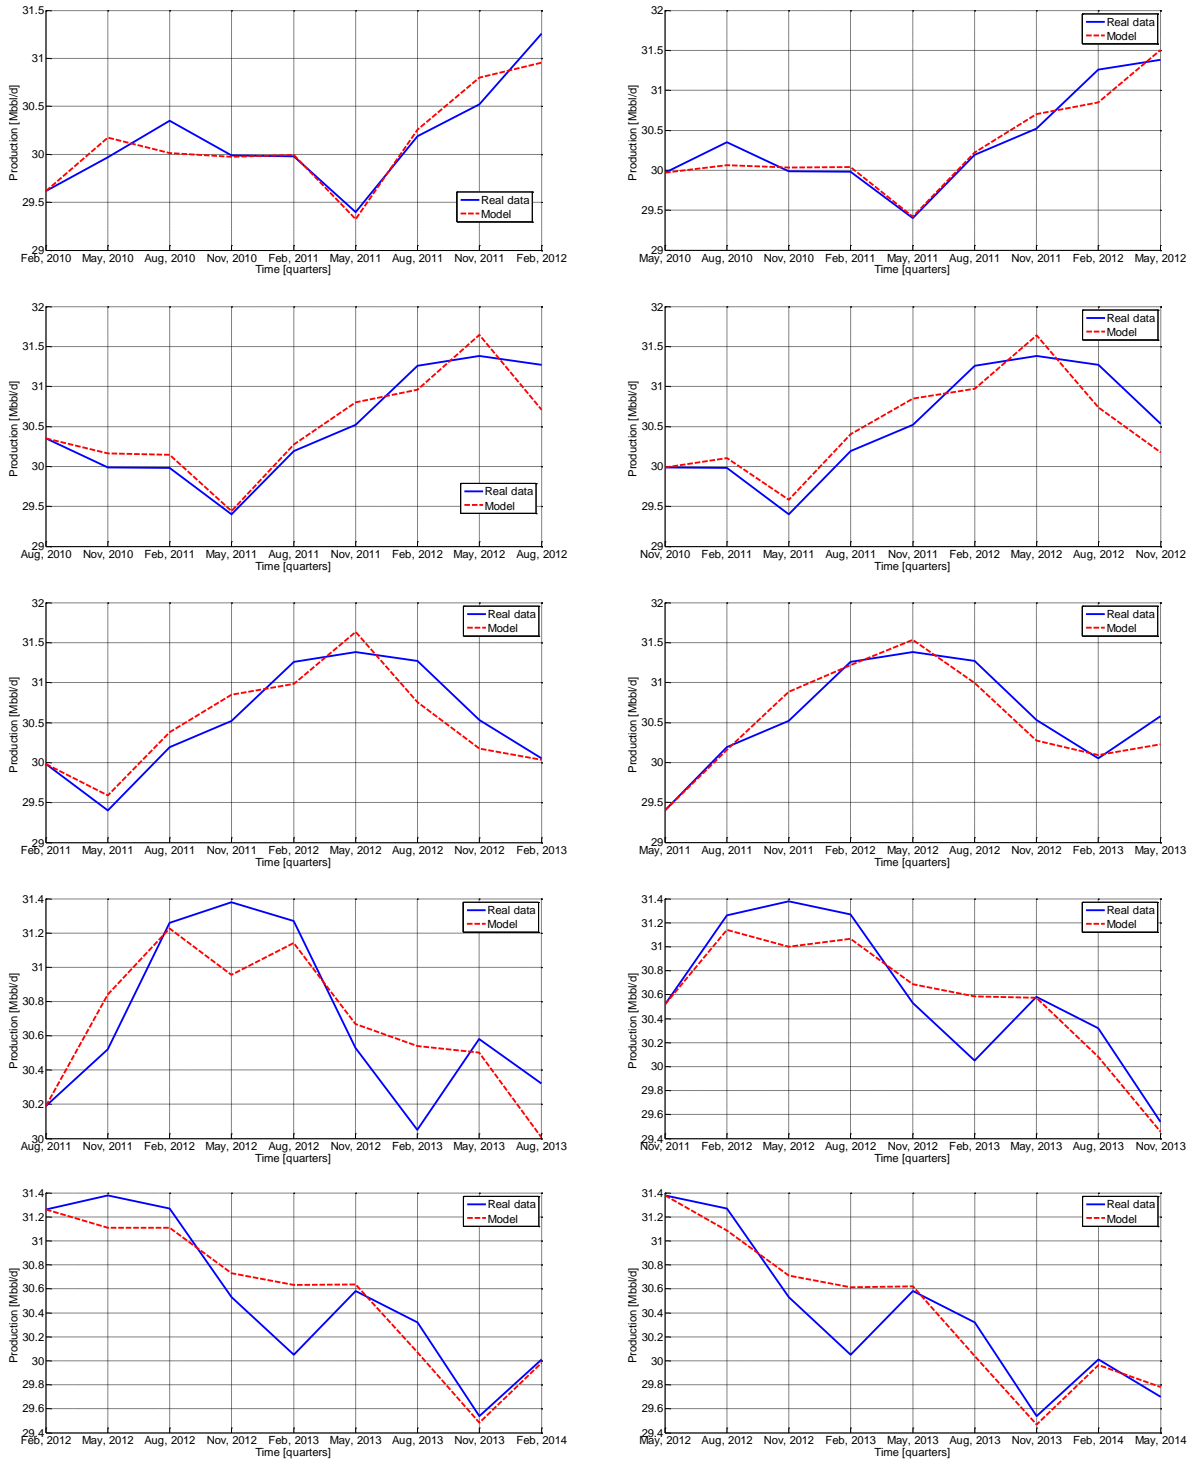 31.5
31
30.5
30
29.5
29
Production [Mbbl/d]
Real data
Model
Feb, 2010 May, 2010 Aug, 2010 Nov, 2010 Feb, 2011 May, 2011 Aug, 2011 Nov, 2011 Feb, 2012
Time [quarters]
32
31.5
31
30.5
30
29.5
29
Production [Mbbl/d]
Real data
Model
May, 2010 Aug, 2010 Nov, 2010 Feb, 2011 May, 2011 Aug, 2011 Nov, 2011 Feb, 2012 May, 2012
Time [quarters]
32
31.5
31
30.5
30
29.5
29
Production [Mbbl/d]
Real data
Model
Aug, 2010 Nov, 2010 Feb, 2011 May, 2011 Nov, 2011 Feb, 2012 May, 2012 Aug, 2012
Time [quarters]
32
31.5
31
30.5
30
29.5
29
Production [Mbbl/d]
Real data
Model
Nov, 2010 Feb, 2011 May, 2011 Aug, 2011 Nov, 2011 Feb, 2012 May, 2012 Aug, 2012 Nov, 2012
Time [quarters]
32
31.5
31
30.5
30
29.5
29
Production [Mbbl/d]
Real data
Model
Feb, 2011 May, 2011 Aug, 2011 Nov, 2011 Feb, 2012 May, 2012 Aug, 2012 Nov, 2012 Feb, 2013
Time [quarters]
32
31.5
31
30.5
30
29.5
29
Production [Mbbl/d]
Real data
Model
May, 2011 Aug, 2011 Nov, 2011 Feb, 2012 May, 2012 Aug, 2012 Nov, 2012 Feb, 2013 May, 2013
Time [quarters]
31.4
31.2
31
30.8
30.6
30.4
30.2
30
Production [Mbbl/d]
Real data
Model
Aug, 2011 Nov, 2011 Feb, 2012 May, 2012 Aug, 2012 Nov, 2012 Feb, 2013 May, 2013 Aug, 2013
Time [quarters]
31.4
31.2
31
30.8
30.6
30.4
30.2
30
29.8
29.6
29.4
Production [Mbbl/d]
Real data
Model
Nov, 2011 Feb, 2012 May, 2012 Aug, 2012 Nov, 2012 Aug, 2013 May, 2013 Aug, 2013 Nov, 2013
Time [quarters]
31.4
31.2
31
30.8
30.6
30.4
30.2
30
29.8
29.6
29.4
Production [Mbbl/d]
Real data
Model
Feb, 2012 May, 2012 Aug, 2012 Nov, 2012 Feb, 2013 May, 2013 Aug, 2013 Nov, 2013 Feb, 2014
Time [quarters]
31.4
31.2
31
30.8
30.6
30.4
30.2
30
29.8
29.6
29.4
Production [Mbbl/d]
Real data
Model
May, 2012 Aug, 2012 Nov, 2012 Feb, 2013 May, 2013 Aug, 2013 Nov, 2013 Feb, 2014 May, 2014
Time [quarters]